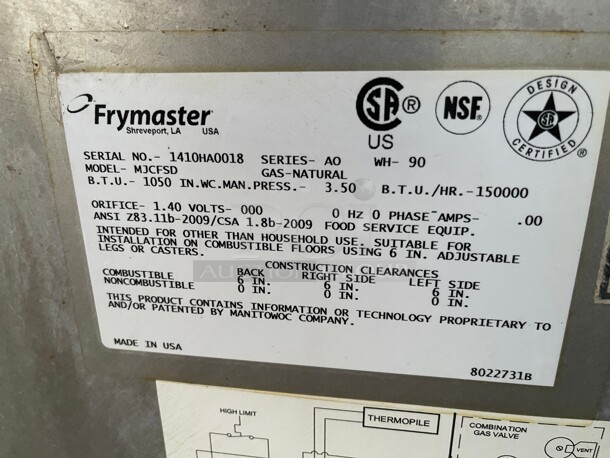 Frymaster
Shreveport, LA USA
SA ®
US
NSF.
DESIGN
SA
CERTIFIED
®
SERIAL NO.- 1410HA0018 SERIES- AO WH- 90
MODEL- MJCFSD GAS-NATURAL
B.T.U.- 1050 IN.WC.MAN.PRESS.- 3.50 B.T.U./HR.-150000
ORIFICE- 1.40 VOLTS- 000 0 Hz 0 PHASE AMPS- .00
ANSI Z83.11b-2009/CSA 1.8b-2009 FOOD SERVICE EQUIP.
INTENDED FOR OTHER THAN HOUSEHOLD USE. SUITABLE FOR
INSTALLATION ON COMBUSTIBLE FLOORS USING 6 IN. ADJUSTABLE
LEGS OR CASTERS.
CONSTRUCTION CLEARANCES
BACK RIGHT SIDE LEFT SIDE
COMBUSTIBLE 6 IN. 6 IN. 6 IN.
NONCOMBUSTIBLE 0 IN. 0 IN. 0 IN.
THIS PRODUCT CONTAINS INFORMATION OR TECHNOLOGY PROPRIETARY TO
AND/OR PATENTED BY MANITOWOC COMPANY.
MADE IN USA
8022731B
HIGH LIMIT
THERMOPILE
COMBINATION
GAS VALVE
VENT